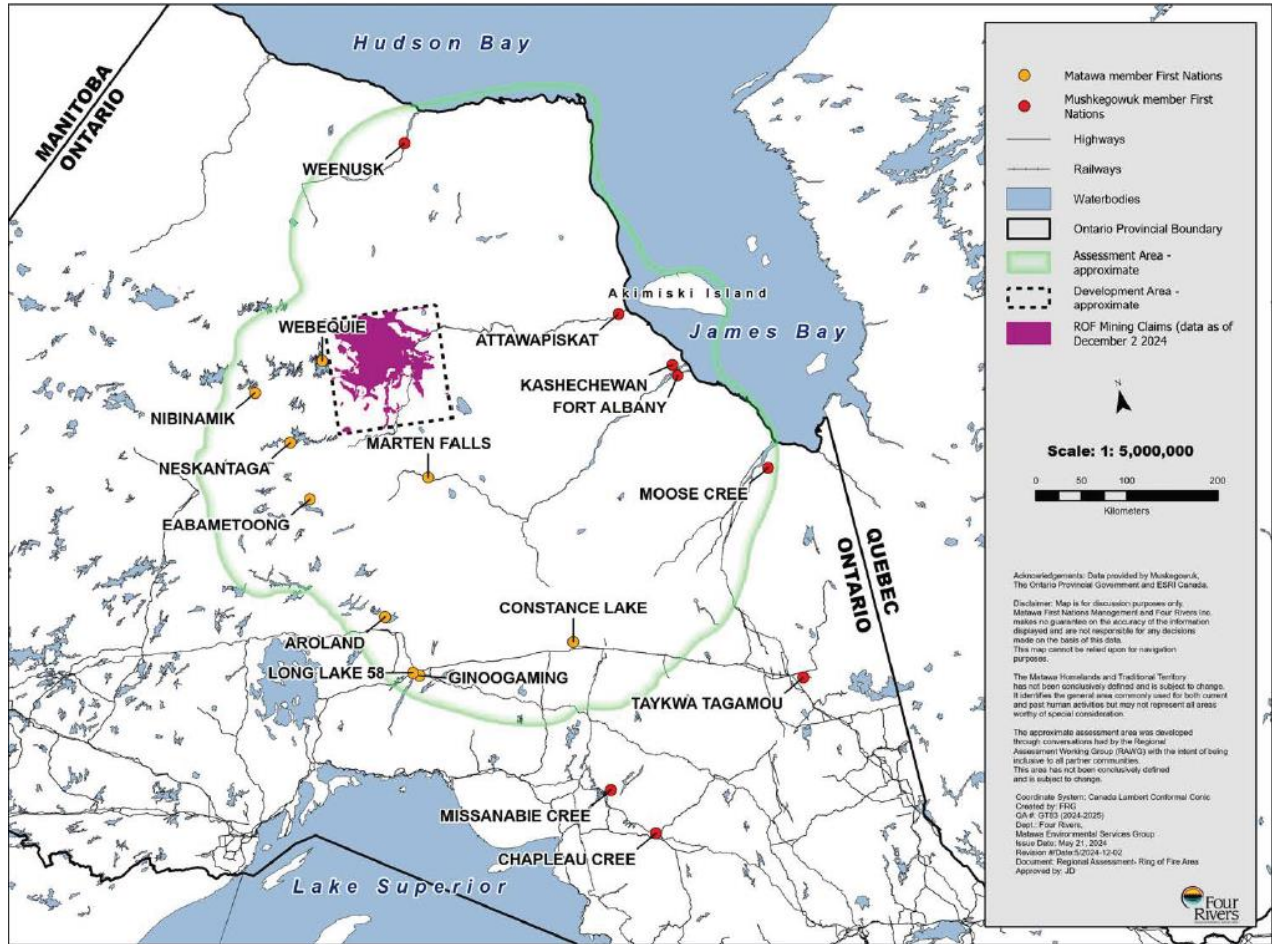 Hudson Bay
MANITOBA
ONTARIO
WEENUSK
Akimiski Island
WEBEQUIE
ATTAWAPISKAT
James Bay
KASHECHEWAN
FORT ALBANY
NIBINAMIK
MARTEN FALLS
NESKANTAGA
MOOSE CREE
EABAMETOONG
QUEBEC
ONTARIO
CONSTANCE LAKE
AROLAND
LONG LAKE 58
GINOOGAMING
TAYKWA TAGAMOU
MISSANABIE CREE
CHAPLEAU CREE
Lake Superior
Matawa member First Nations
Mushkegowuk member First
Nations
Highways
Railways
Waterbodies
Ontario Provincial Boundary
Assessment Area -
approximate
Development Area -
approximate
ROF Mining Claims (data as of
December 2 2024
N
Scale: 1: 5,000,000
0 50 100 200
Kilometers
Acknowledgements: Data provided by Muskegowuk,
The Ontario Provincial Government and ESRI Canada.
Disclaimer: Map is for discussion purposes only.
Matawa First Nations Management and Four Rivers Inc.
makes no guarantee on the accuracy of the information
displayed and are not responsible for any decisions
made on the basis of this data.
This map cannot be relied upon for navigation
purposes.
The Matawa Homelands and Traditional Territory
has not been conclusively defined and is subject to change.
It identifies the general area commonly used for both current
and past human activities but may not represent all areas
worthy of special consideration.
The approximate assessment area was developed
through conversations had by the Regional
Assessment Working Group (RAWG) with the intent of being
inclusive to all partner communities.
This area has not been conclusively defined
and is subject to change.
Coordinate System: Canada Lambert Conformal Conic
Created by: FRG
QA #: GT83 (2024-2025)
Dept.: Four Rivers,
Matawa Environmental Services Group
Issue Date: May 21, 2024
Revision #/Date:5/2024-12-02
Document: Regional Assessment- Ring of Fire Area
Approved by: JD
Four
Rivers